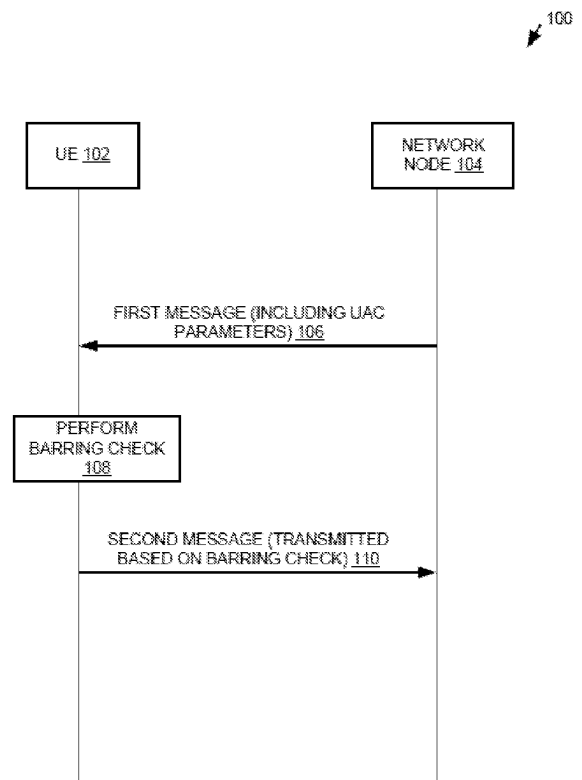 100
UE 102
NETWORK
NODE 104
FIRST MESSAGE (INCLUDING UAC
PARAMETERS) 106
PERFORM
BARRING CHECK
108
SECOND MESSAGE (TRANSMITTED
BASED ON BARRING CHECK) 110